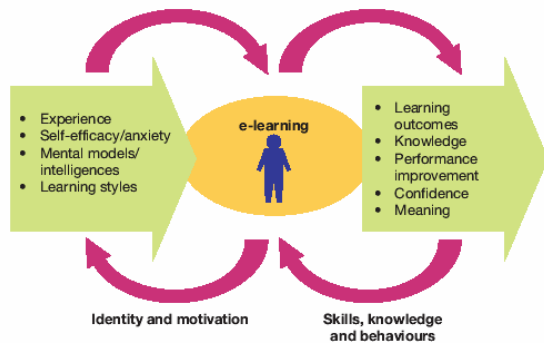 • Experience
• Self-efficacy/anxiety
• Mental models/
intelligences
• Learning styles
e-learning
• Learning
outcomes
• Knowledge
• Performance
improvement
• Confidence
• Meaning
Identity and motivation
Skills, knowledge
and behaviours